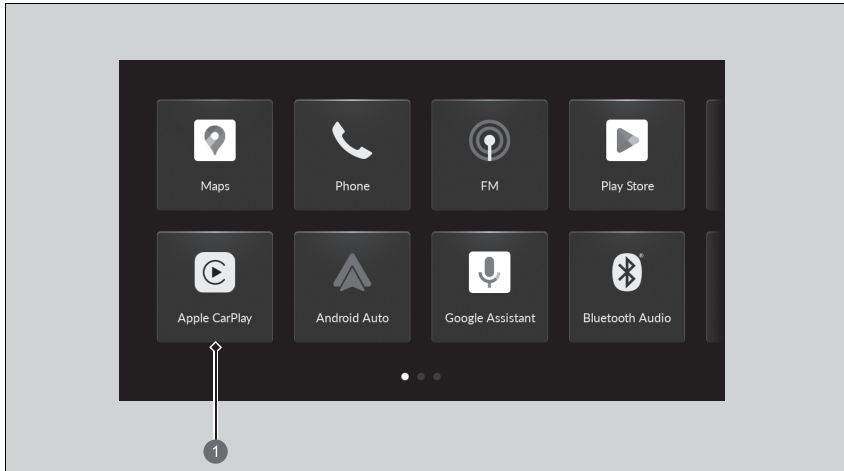 Maps
Phone
FM
Play Store
Apple CarPlay
Android Auto
Google Assistant
Bluetooth Audio
1